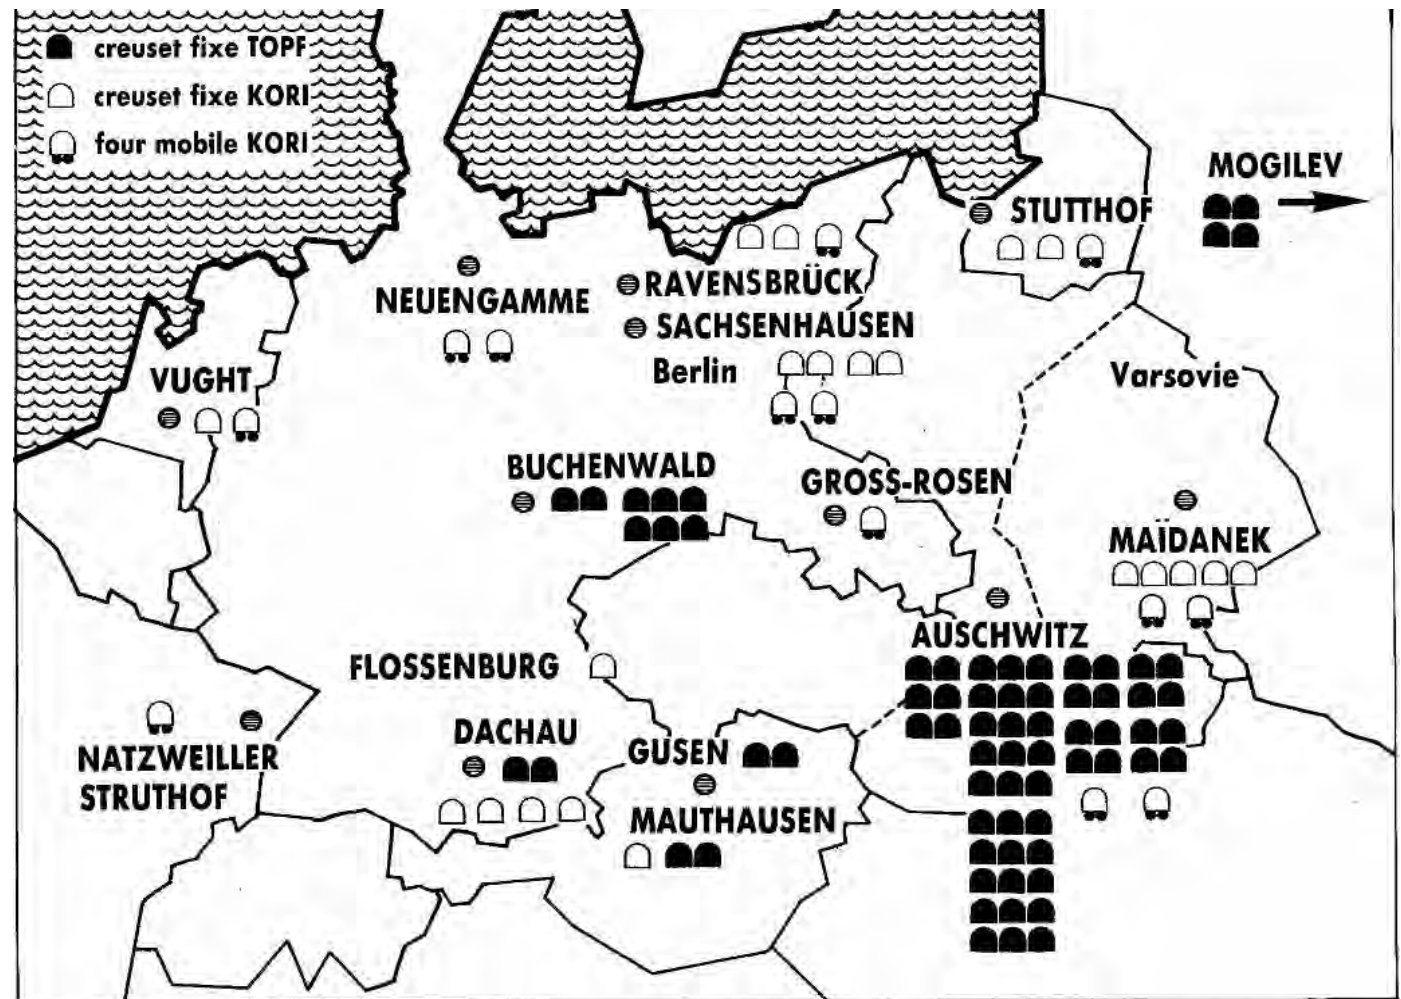 creuset fixe TOPF
creuset fixe KORI
four mobile KORI
MOGILEV
STUTTHOF
NEUENGAMME
RAVENSBRÜCK
SACHSENHAUSEN
Berlin
VUGHT
Varsovie
BUCHENWALD
GROSS-ROSEN
MAÏDANEK
AUSCHWITZ
FLOSSENBURG
DACHAU
GUSEN
NATZWEILLER
STRUTHOF
MAUTHAUSEN